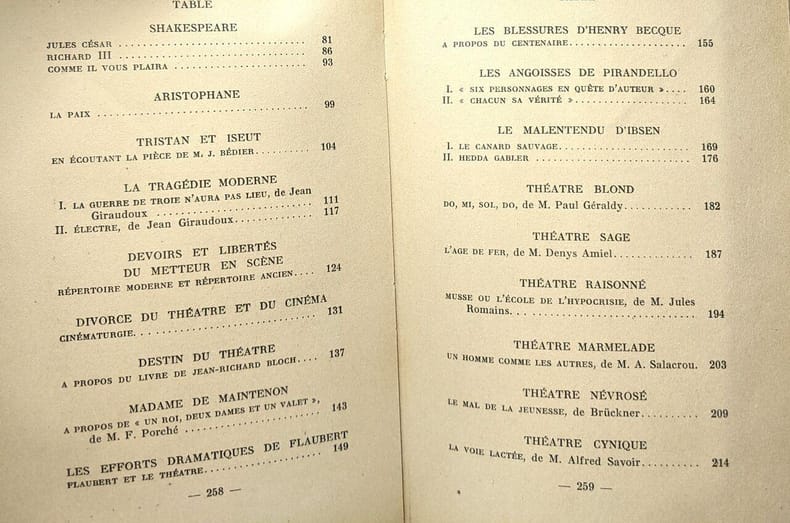 TABLE
SHAKESPEARE
JULES CÉSAR .......... 81
RICHARD III .......... 86
COMME IL VOUS PLAIRA .......... 93
ARISTOPHANE
LA PAIX .......... 99
TRISTAN ET ISEUT
EN ÉCOUTANT LA PIÈCE DE M. J. BÉDIER.......... 104
LA TRAGÉDIE MODERNE
I. LA GUERRE DE TROIE N'AURA PAS LIEU, de Jean
Giraudoux .......... 111
II. ÉLECTRE, de Jean Giraudoux.......... 117
DEVOIRS ET LIBERTÉS
DU METTEUR EN SCÈNE
RÉPERTOIRE MODERNE ET RÉPERTOIRE ANCIEN.... 124
DIVORCE DU THÉATRE ET DU CINÉMA
CINÉMATURGIE.......... 131
DESTIN DU THÉATRE
A PROPOS DU LIVRE DE JEAN-RICHARD BLOCH.... 137
MADAME DE MAINTENON
A PROPOS DE « UN ROI, DEUX DAMES ET UN VALET »,
de M. F. Porché .......... 143
LES EFFORTS DRAMATIQUES DE FLAUBERT
FLAUBERT ET LE THÉATRE.......... 149
— 258 —
LES BLESSURES D'HENRY BECQUE
A PROPOS DU CENTENAIRE.......... 155
LES ANGOISSES DE PIRANDELLO
I. « SIX PERSONNAGES EN QUÊTE D'AUTEUR ».... 160
II. « CHACUN SA VÉRITÉ ».......... 164
LE MALENTENDU D'IBSEN
I. LE CANARD SAUVAGE.......... 169
II. HEDDA GABLER .......... 176
THÉATRE BLOND
DO, MI, SOL, DO, de M. Paul Géraldy.......... 182
THÉATRE SAGE
L'AGE DE FER, de M. Denys Amiel.......... 187
THÉATRE RAISONNÉ
MUSSE OU L'ÉCOLE DE L'HYPOCRISIE, de M. Jules
Romains.......... 194
THÉATRE MARMELADE
UN HOMME COMME LES AUTRES, de M. A. Salacrou. 203
THÉATRE NÉVROSÉ
LE MAL DE LA JEUNESSE, de Brückner.......... 209
THÉATRE CYNIQUE
LA VOIE LACTÉE, de M. Alfred Savoir.......... 214
— 259 —